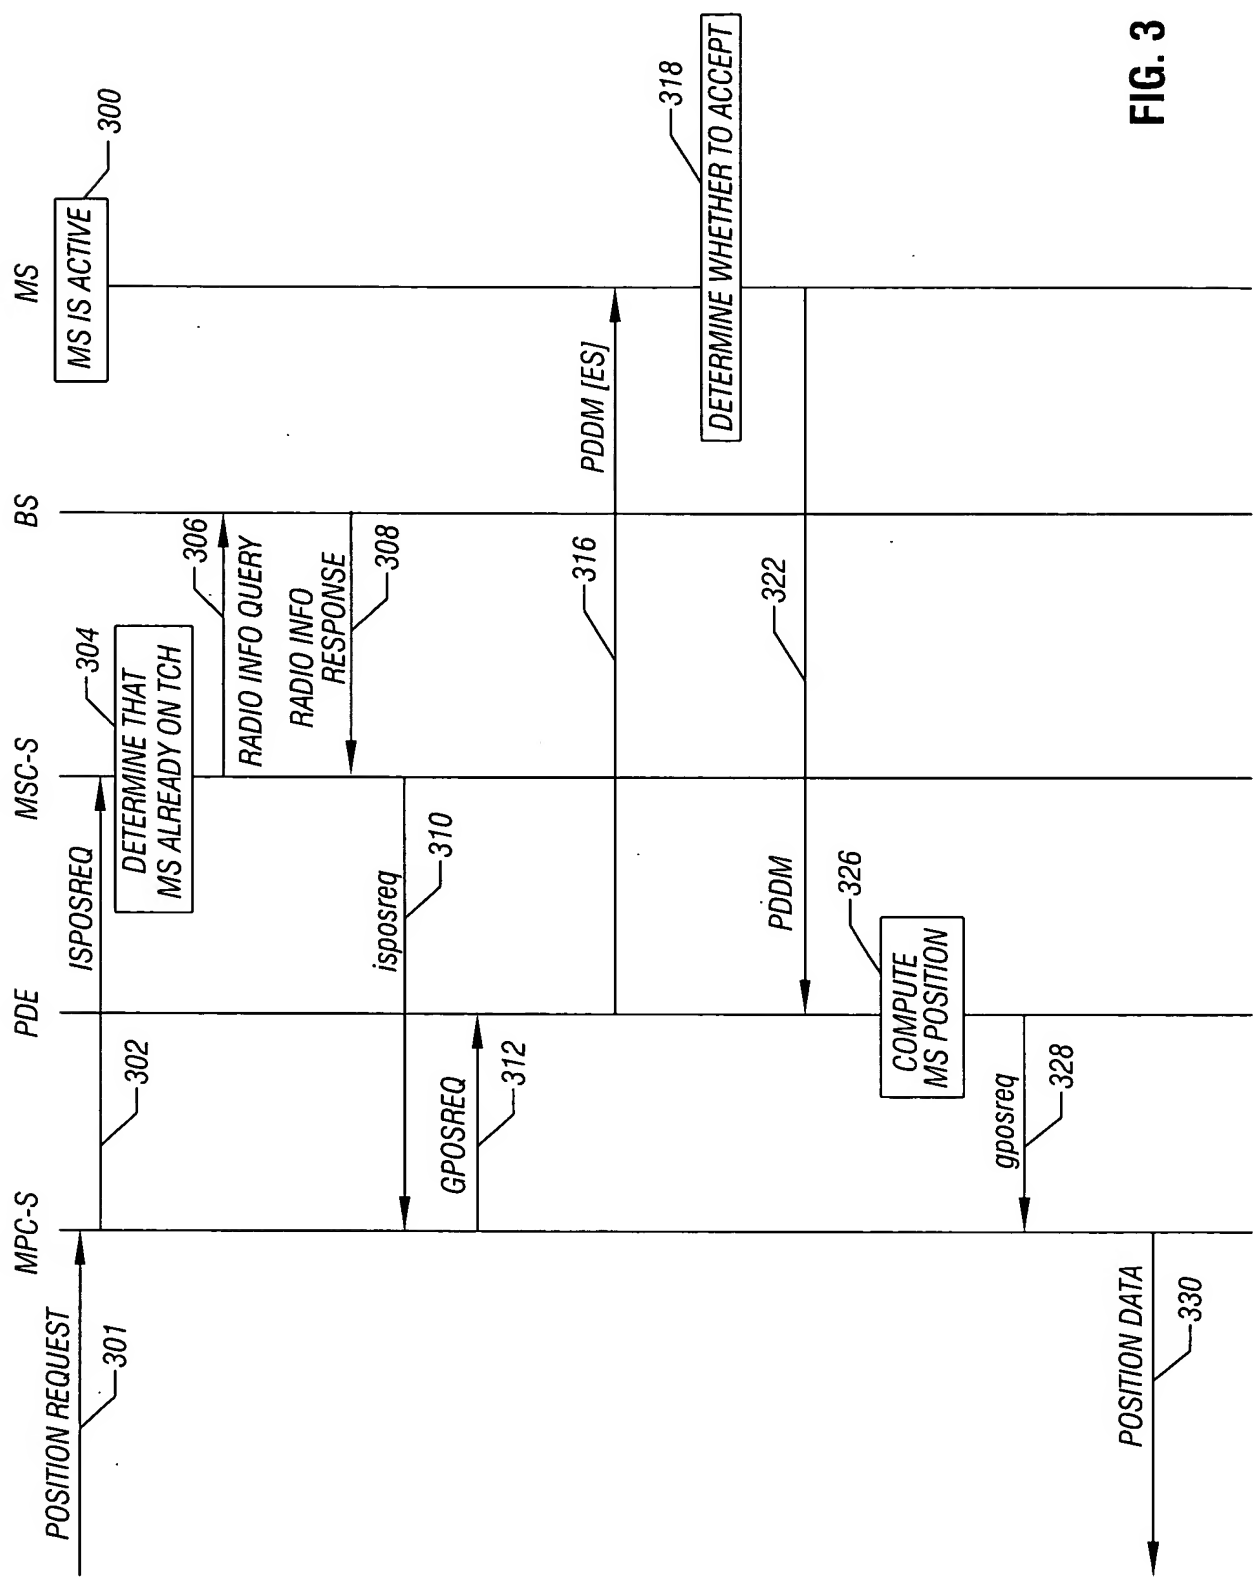 MPC-S
PDE
MSC-S
BS
MS
MS IS ACTIVE
300
POSITION REQUEST
301
ISPOSREQ
302
304
DETERMINE THAT
MS ALREADY ON TCH
306
RADIO INFO QUERY
RADIO INFO
RESPONSE
308
isposreq
310
GPOSREQ
312
PDDM [ES]
316
318
DETERMINE WHETHER TO ACCEPT
322
PDDM
326
COMPUTE
MS POSITION
gposreq
328
POSITION DATA
330
FIG. 3